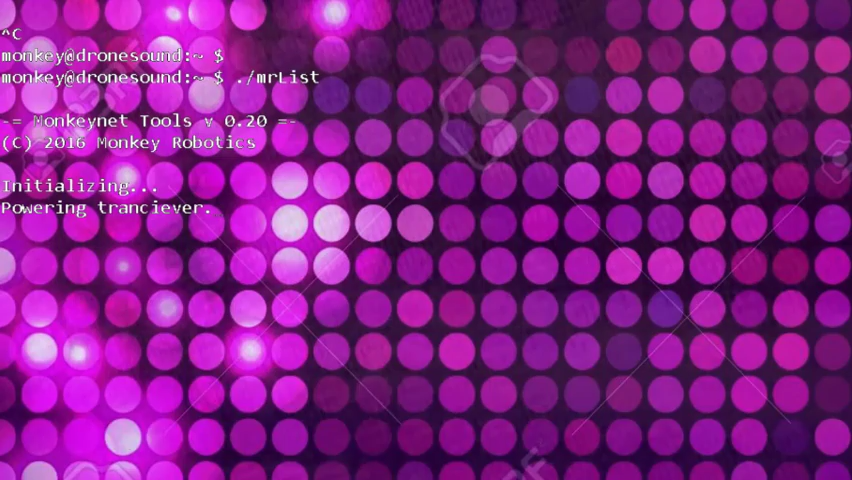 ^C
monkey@dronesound:~ $
monkey@dronesound:~ $ ./mrList
-= Monkeynet Tools v 0.20 =-
(C) 2016 Monkey Robotics
Initializing...
Powering tranciever.